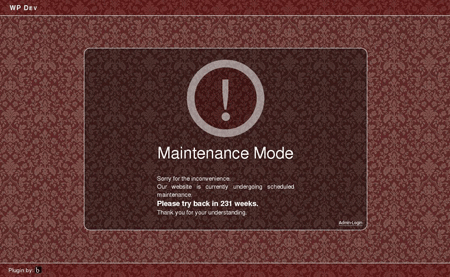 WP Dev
!
Maintenance Mode
Sorry for the inconvenience.
Our website is currently undergoing scheduled
maintenance.
Please try back in 231 weeks.
Thank you for your understanding.
Admin Login
Plugin by: b